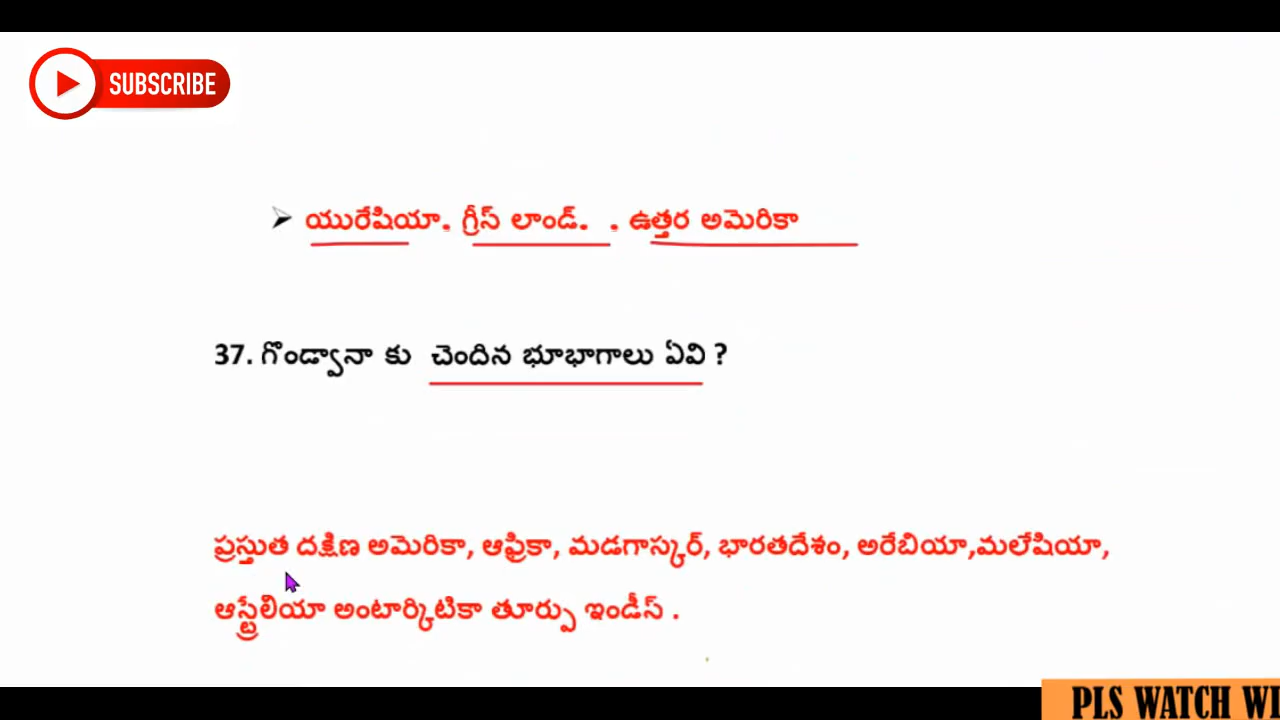 SUBSCRIBE
➤ యురేషియా. గ్రీస్ లాండ్. . ఉత్తర అమెరికా
37. గొండ్వానా కు చెందిన భూభాగాలు ఏవి ?
ప్రస్తుత దక్షిణ అమెరికా, ఆఫ్రికా, మడగాస్కర్, భారతదేశం, అరేబియా,మలేషియా,
ఆస్ట్రేలియా అంటార్కిటికా తూర్పు ఇండీస్ .
PLS WATCH WI